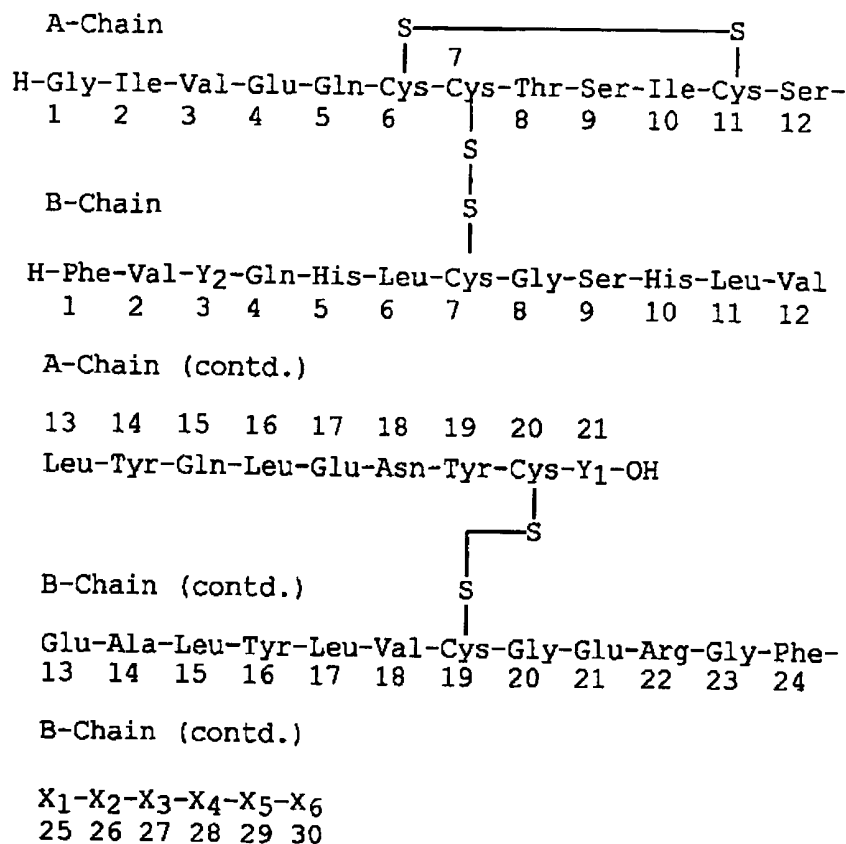 A-Chain
S S
7
H-Gly-Ile-Val-Glu-Gln-Cys-Cys-Thr-Ser-Ile-Cys-Ser-
1 2 3 4 5 6 8 9 10 11 12
S
S
B-Chain
H-Phe-Val-Y2-Gln-His-Leu-Cys-Gly-Ser-His-Leu-Val
1 2 3 4 5 6 7 8 9 10 11 12
A-Chain (contd.)
13 14 15 16 17 18 19 20 21
Leu-Tyr-Gln-Leu-Glu-Asn-Tyr-Cys-Y1-OH
S
S
B-Chain (contd.)
Glu-Ala-Leu-Tyr-Leu-Val-Cys-Gly-Glu-Arg-Gly-Phe-
13 14 15 16 17 18 19 20 21 22 23 24
B-Chain (contd.)
X1-X2-X3-X4-X5-X6
25 26 27 28 29 30